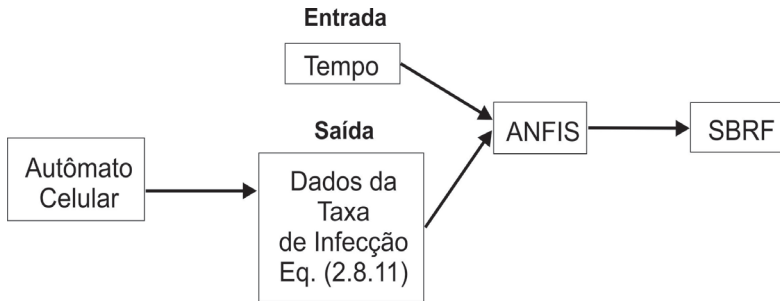 Entrada
Tempo
Saída
Autômato
Celular
Dados da
Taxa
de Infecção
Eq. (2.8.11)
ANFIS
SBRF